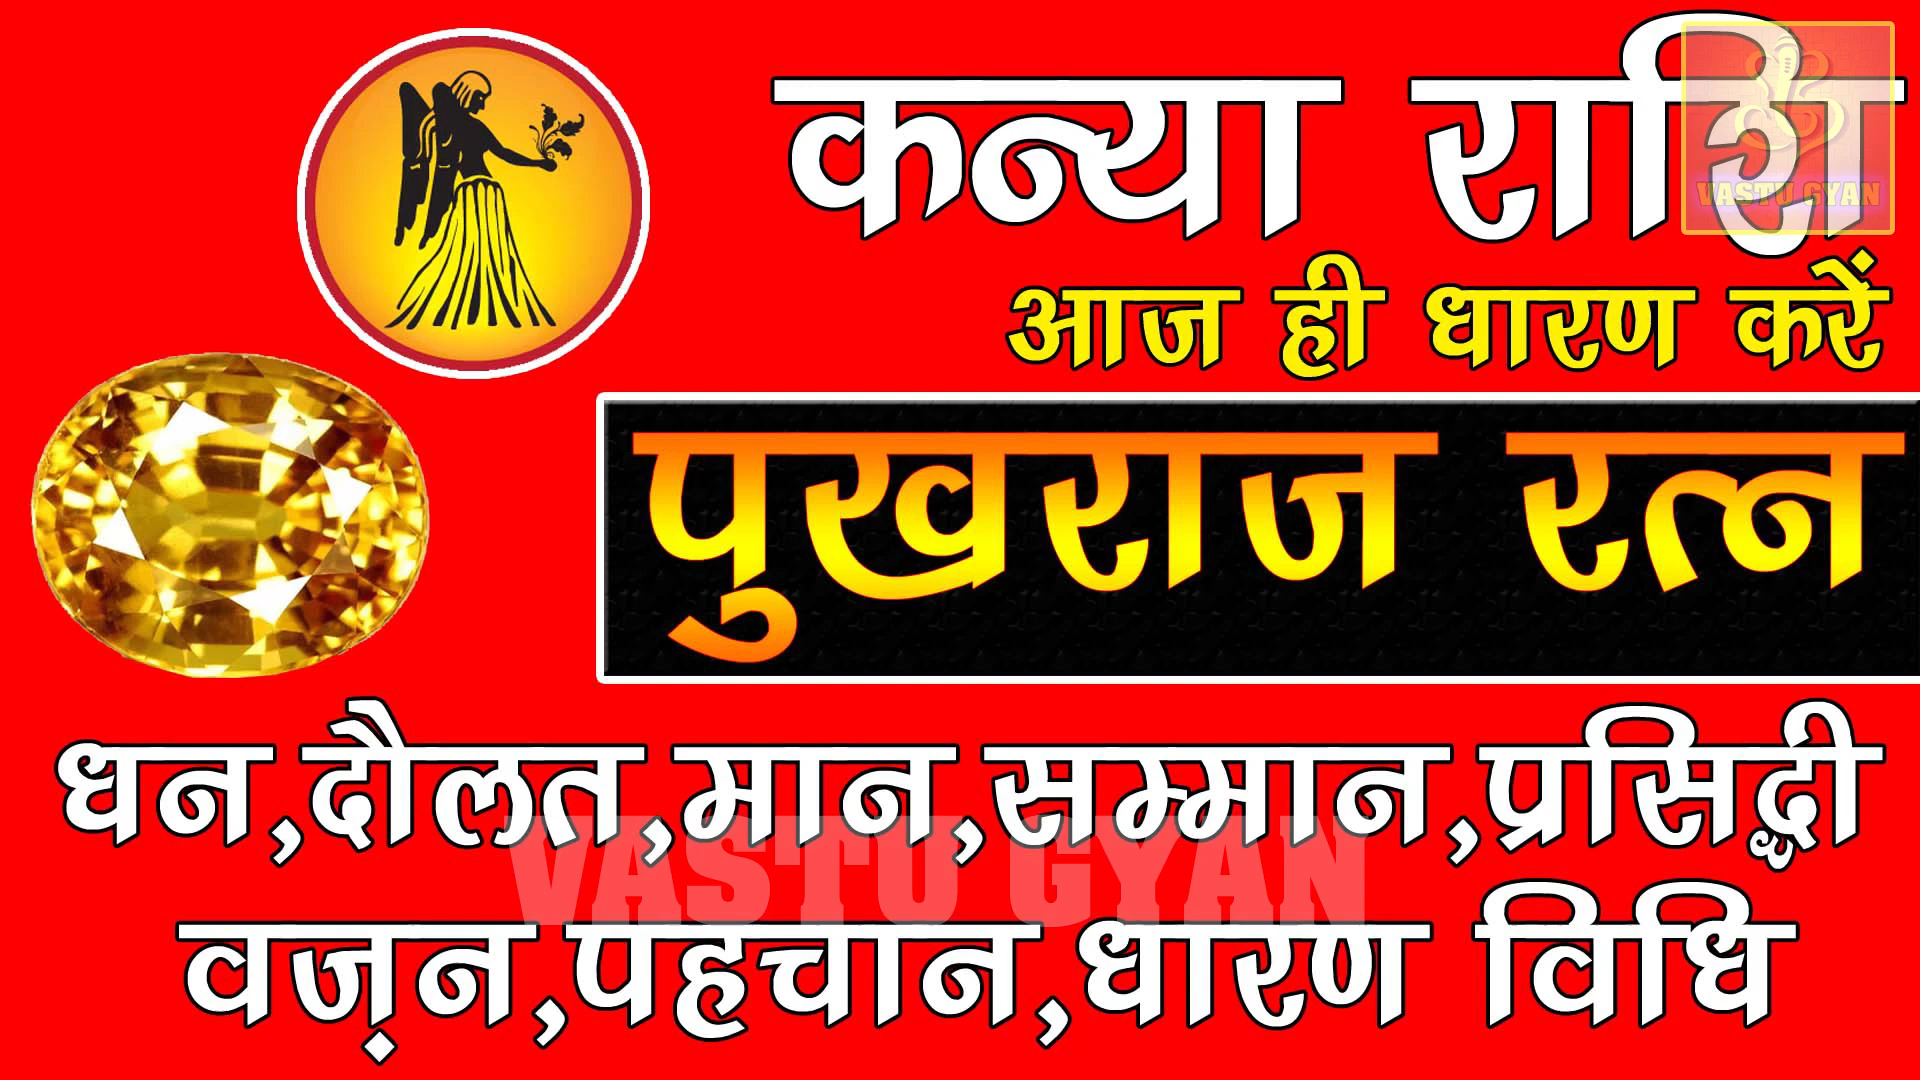 कन्या राशि
VASTU GYAN
आज ही धारण करें
पुखराज रत्न
धन,दौलत,मान,सम्मान,प्रसिद्धी
VASTU GYAN
वज़न,पहचान,धारण विधि